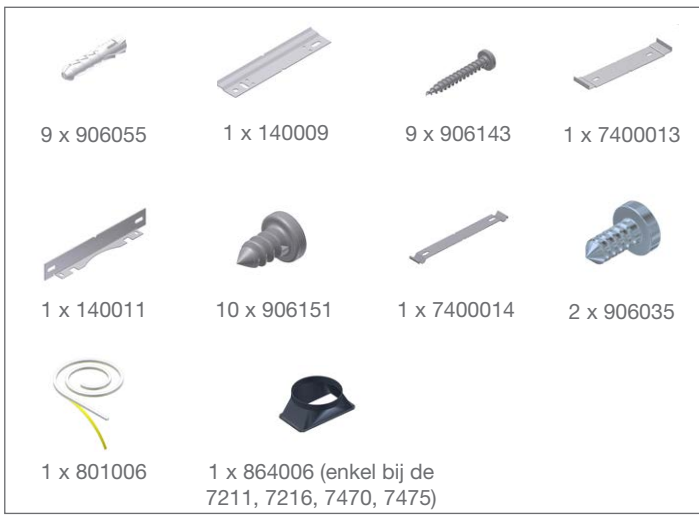 9 x 906055
1 x 140009
9 x 906143
1 x 7400013
1 x 140011
10 x 906151
1 x 7400014
2 x 906035
1 x 801006
1 x 864006 (enkel bij de
7211, 7216, 7470, 7475)